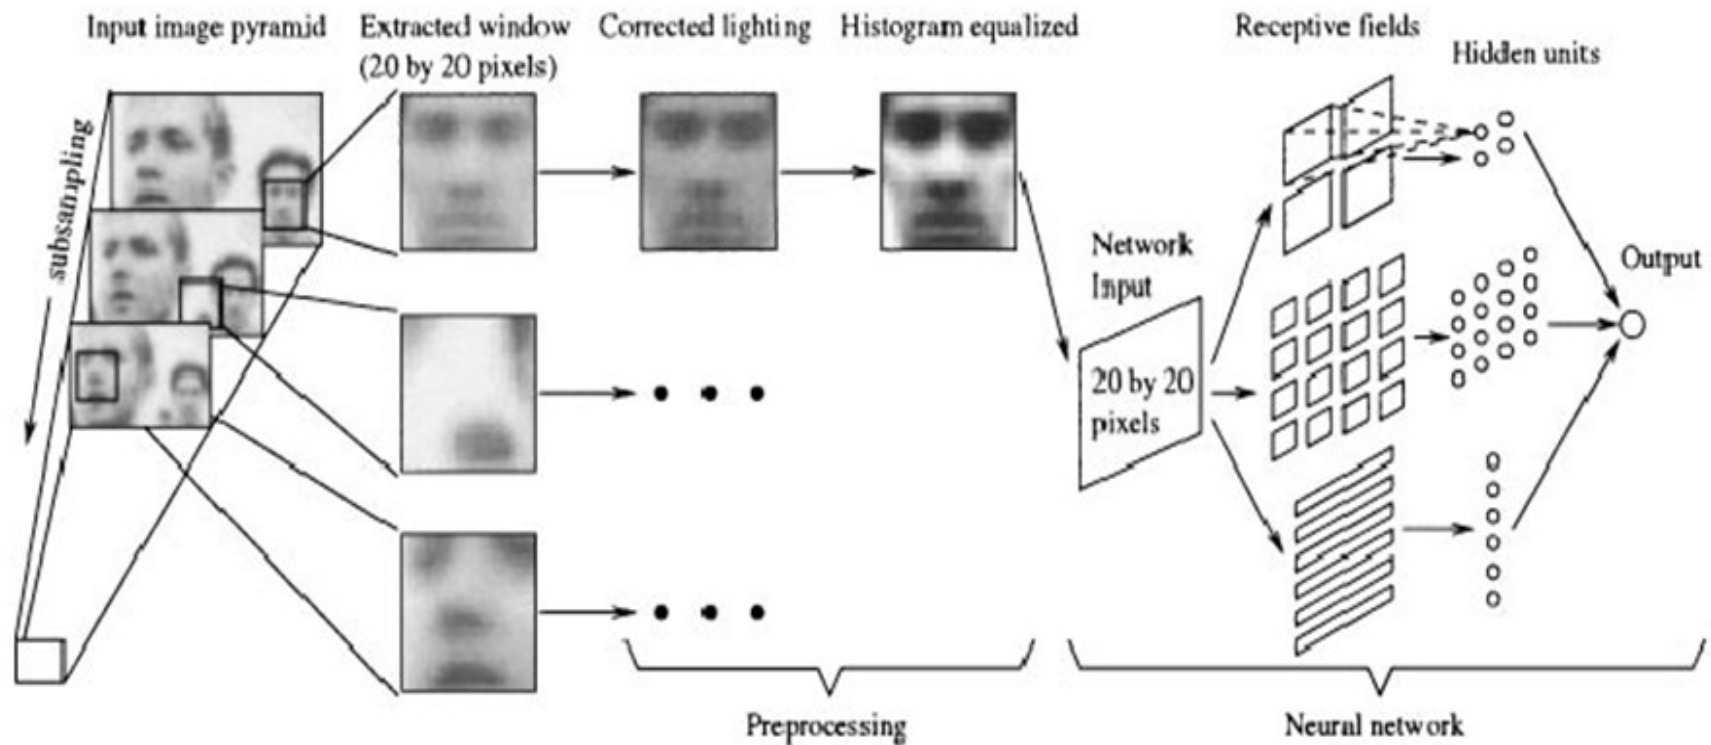 Input image pyramid
Extracted window
(20 by 20 pixels)
Corrected lighting
Histogram equalized
Receptive fields
Hidden units
subsampling
Network
Input
20 by 20
pixels
Output
Preprocessing
Neural network